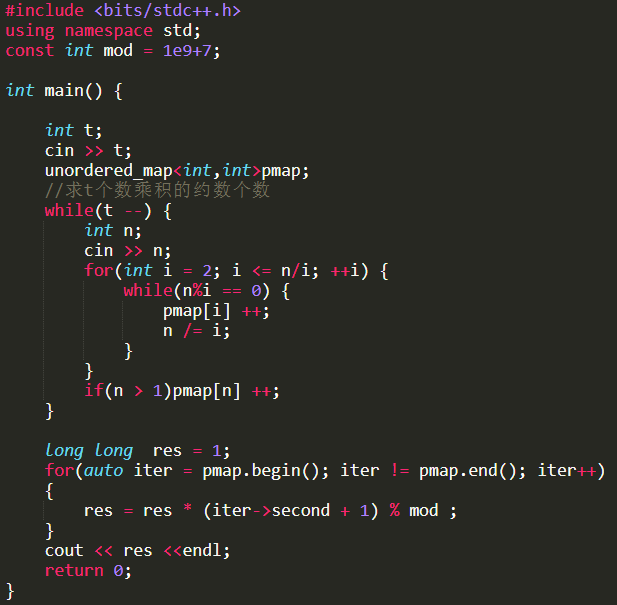 #include <bits/stdc++.h>
using namespace std;
const int mod = 1e9+7;

int main() {

    int t;
    cin >> t;
    unordered_map<int,int>pmap;
    //求t个数乘积的约数个数
    while(t --) {
        int n;
        cin >> n;
        for(int i = 2; i <= n/i; ++i) {
            while(n%i == 0) {
                pmap[i] ++;
                n /= i;
            }
        }
        if(n > 1)pmap[n] ++;
    }

    long long  res = 1;
    for(auto iter = pmap.begin(); iter != pmap.end(); iter++)
    {
        res = res * (iter->second + 1) % mod ;
    }
    cout << res <<endl;
    return 0;
}